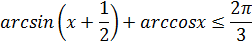 arcsin(x + 1/2) + arccosx ≤ 2π/3